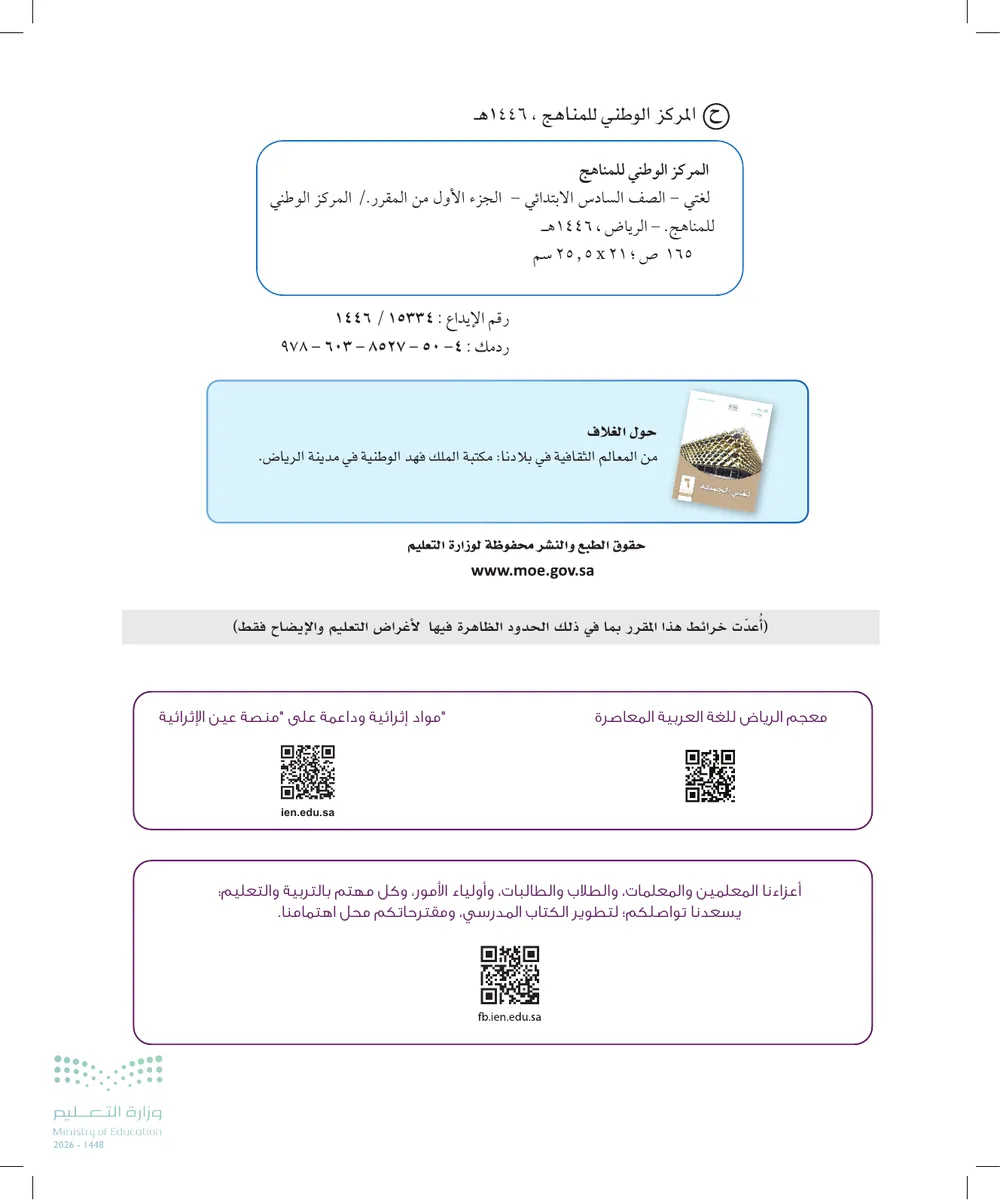 ح المركز الوطني للمناهج ، ١٤٤٦هـ
المركز الوطني للمناهج
لغتي – الصف السادس الابتدائي – الجزء الأول من المقرر./ المركز الوطني
للمناهج. – الرياض ، ١٤٤٦هـ
١٦٥ ص ؛ ٢١ x ٢٥,٥ سم
رقم الإيداع : ١٥٣٣٤ / ١٤٤٦
ردمك : ٤– ٥٠ – ٨٥٢٧ – ٦٠٣ – ٩٧٨
حول الغلاف
من المعالم الثقافية في بلادنا: مكتبة الملك فهد الوطنية في مدينة الرياض.
لغتي الجميلة
٦
حقوق الطبع والنشر محفوظة لوزارة التعليم
www.moe.gov.sa
(أُعدّت خرائط هذا المقرر بما في ذلك الحدود الظاهرة فيها لأغراض التعليم والإيضاح فقط)
معجم الرياض للغة العربية المعاصرة
"مواد إثرائية وداعمة على "منصة عين الإثرائية
ien.edu.sa
أعزاءنا المعلمين والمعلمات، والطلاب والطالبات، وأولياء الأمور، وكل مهتم بالتربية والتعليم:
يسعدنا تواصلكم؛ لتطوير الكتاب المدرسي، ومقترحاتكم محل اهتمامنا.
fb.ien.edu.sa
وزارة التعـــليم
Ministry of Education
2026 - 1448